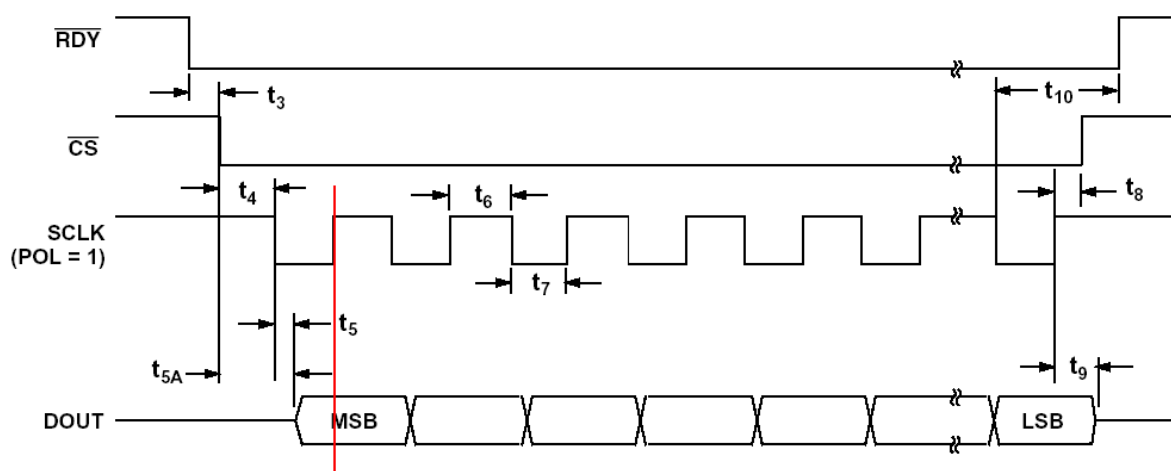 RDY
t3
t10
CS
t4
t6
t8
SCLK
(POL = 1)
t7
t5
t5A
t9
DOUT
MSB
LSB